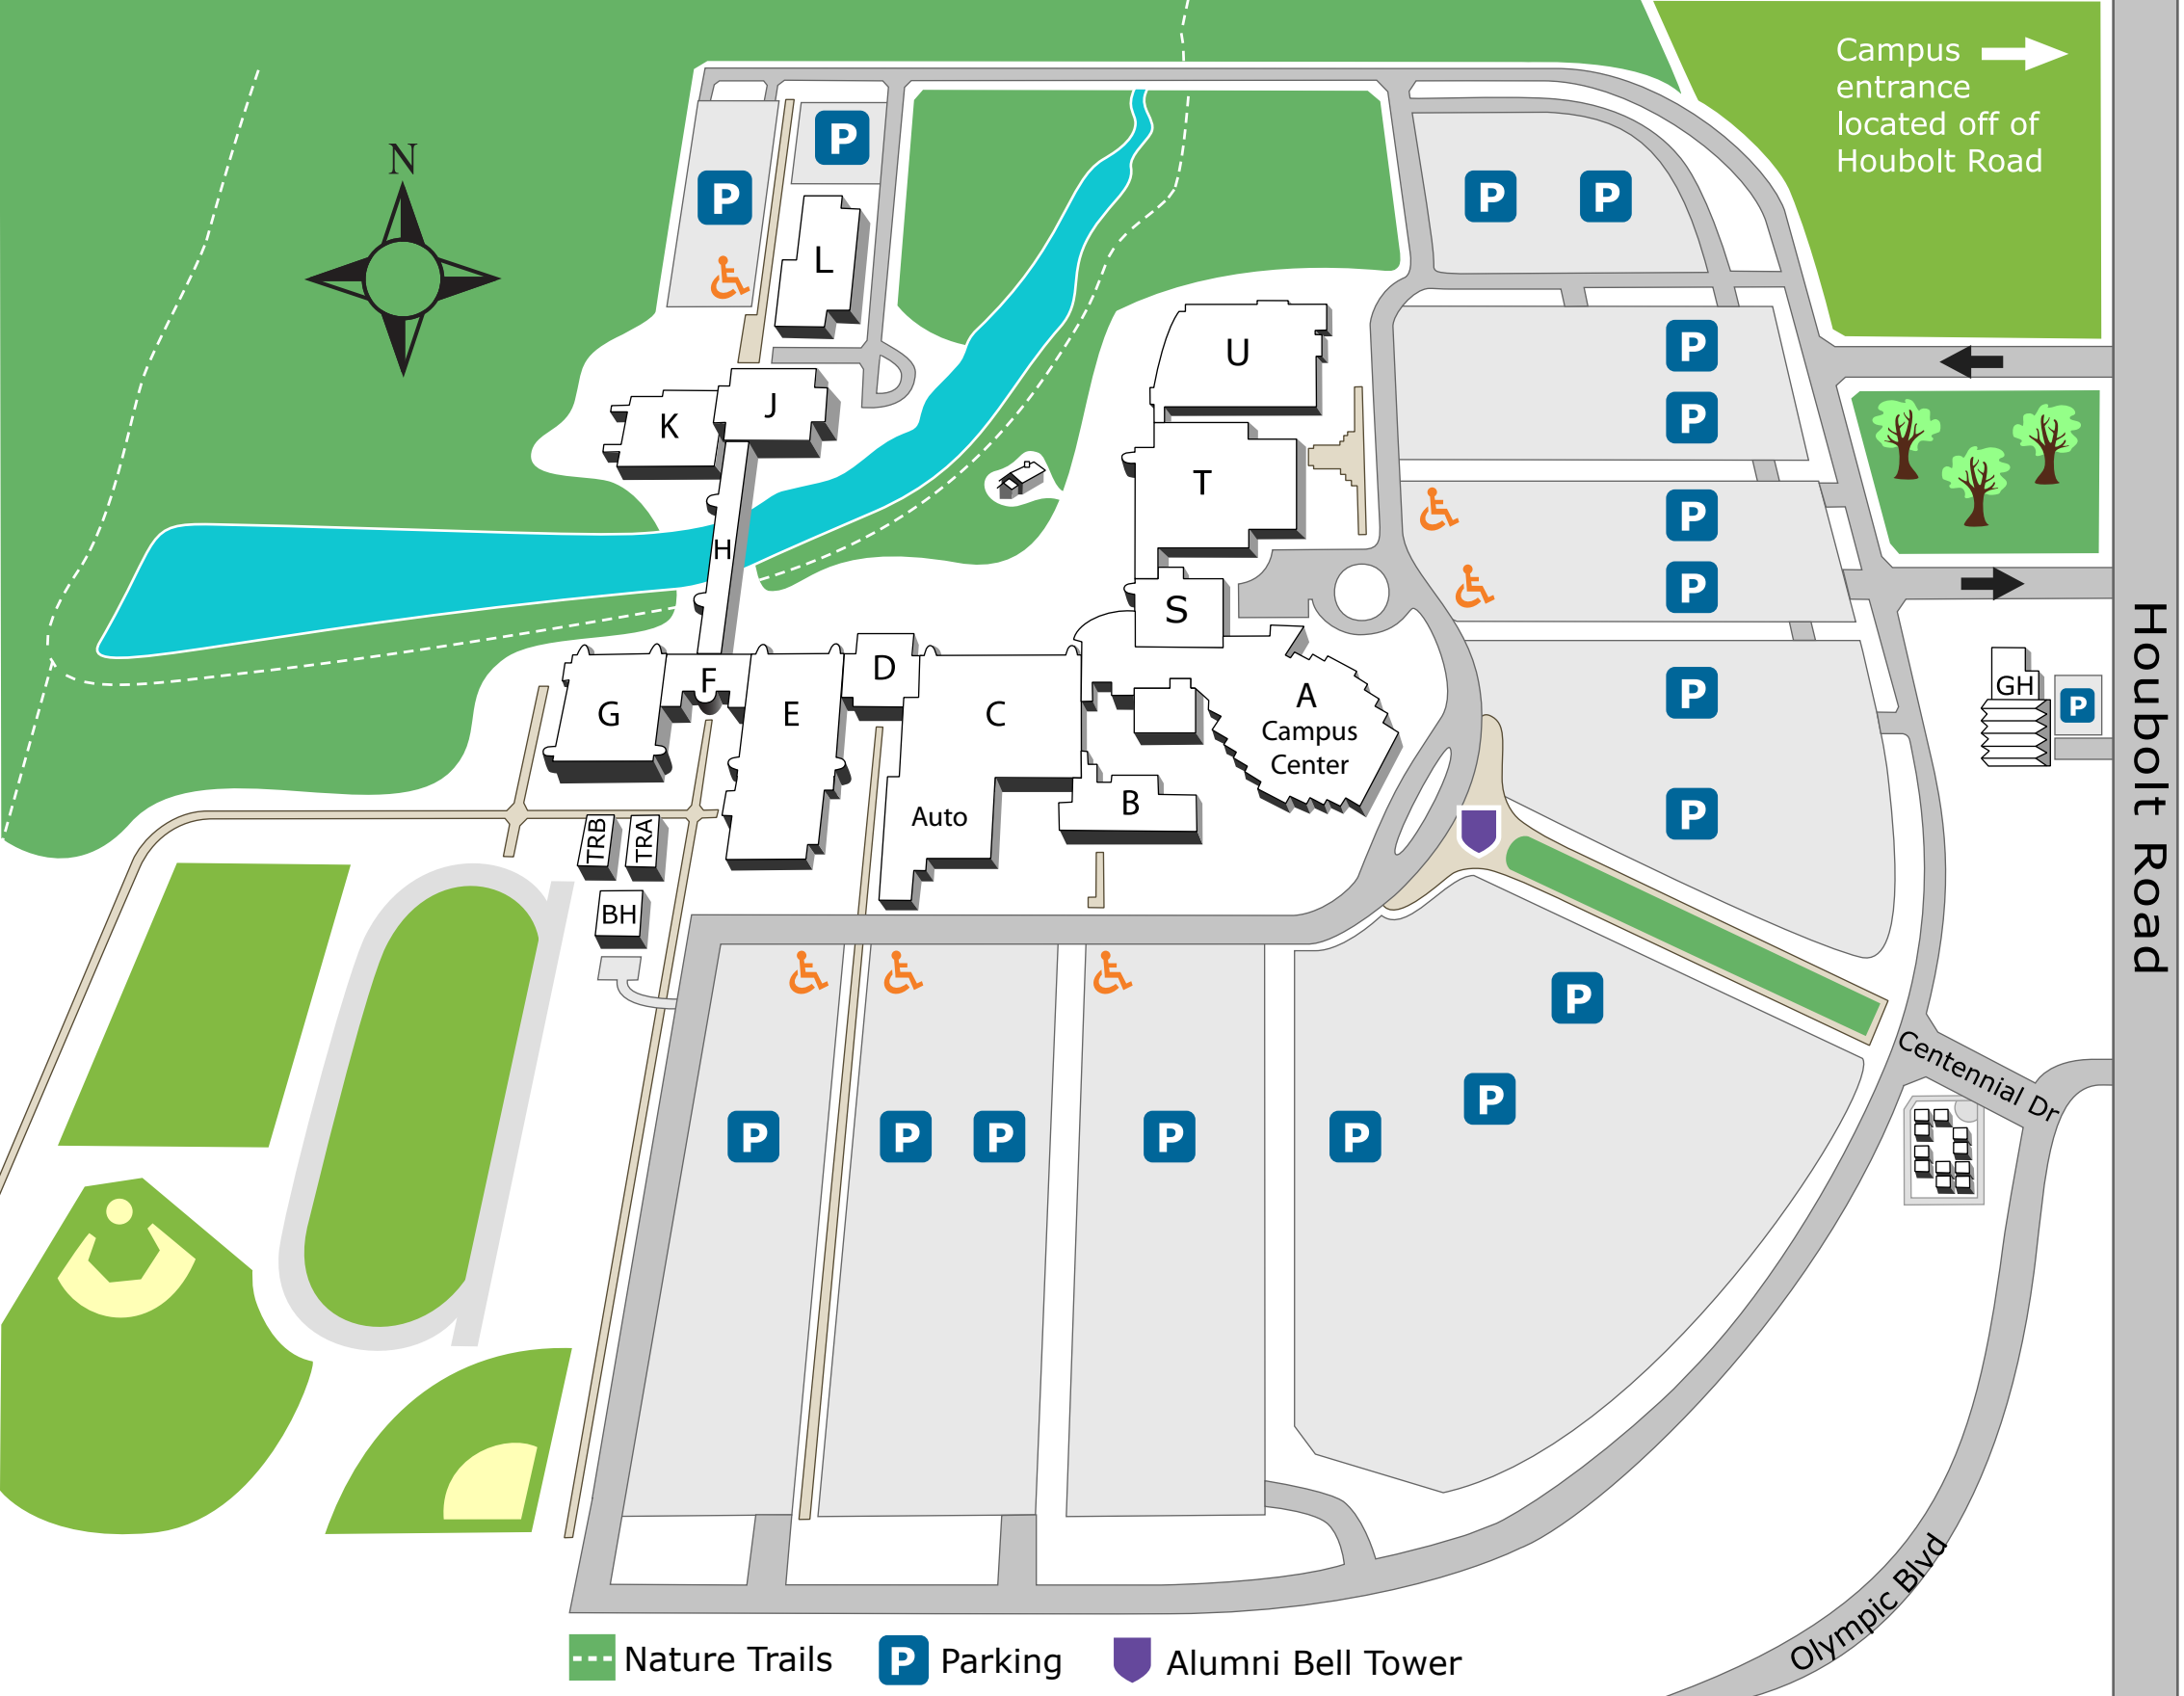 Campus
entrance
located off of
Houbolt Road
N
P
P
P
P
L
U
P
J
K
P
T
P
H
P
S
D
F
G
E
C
A
Campus
Center
P
GH
P
B
Auto
P
TRB
TRA
BH
Houbolt Road
P
Centennial Dr
P
P
P
P
P
P
Olympic Blvd
Nature Trails
P Parking
Alumni Bell Tower